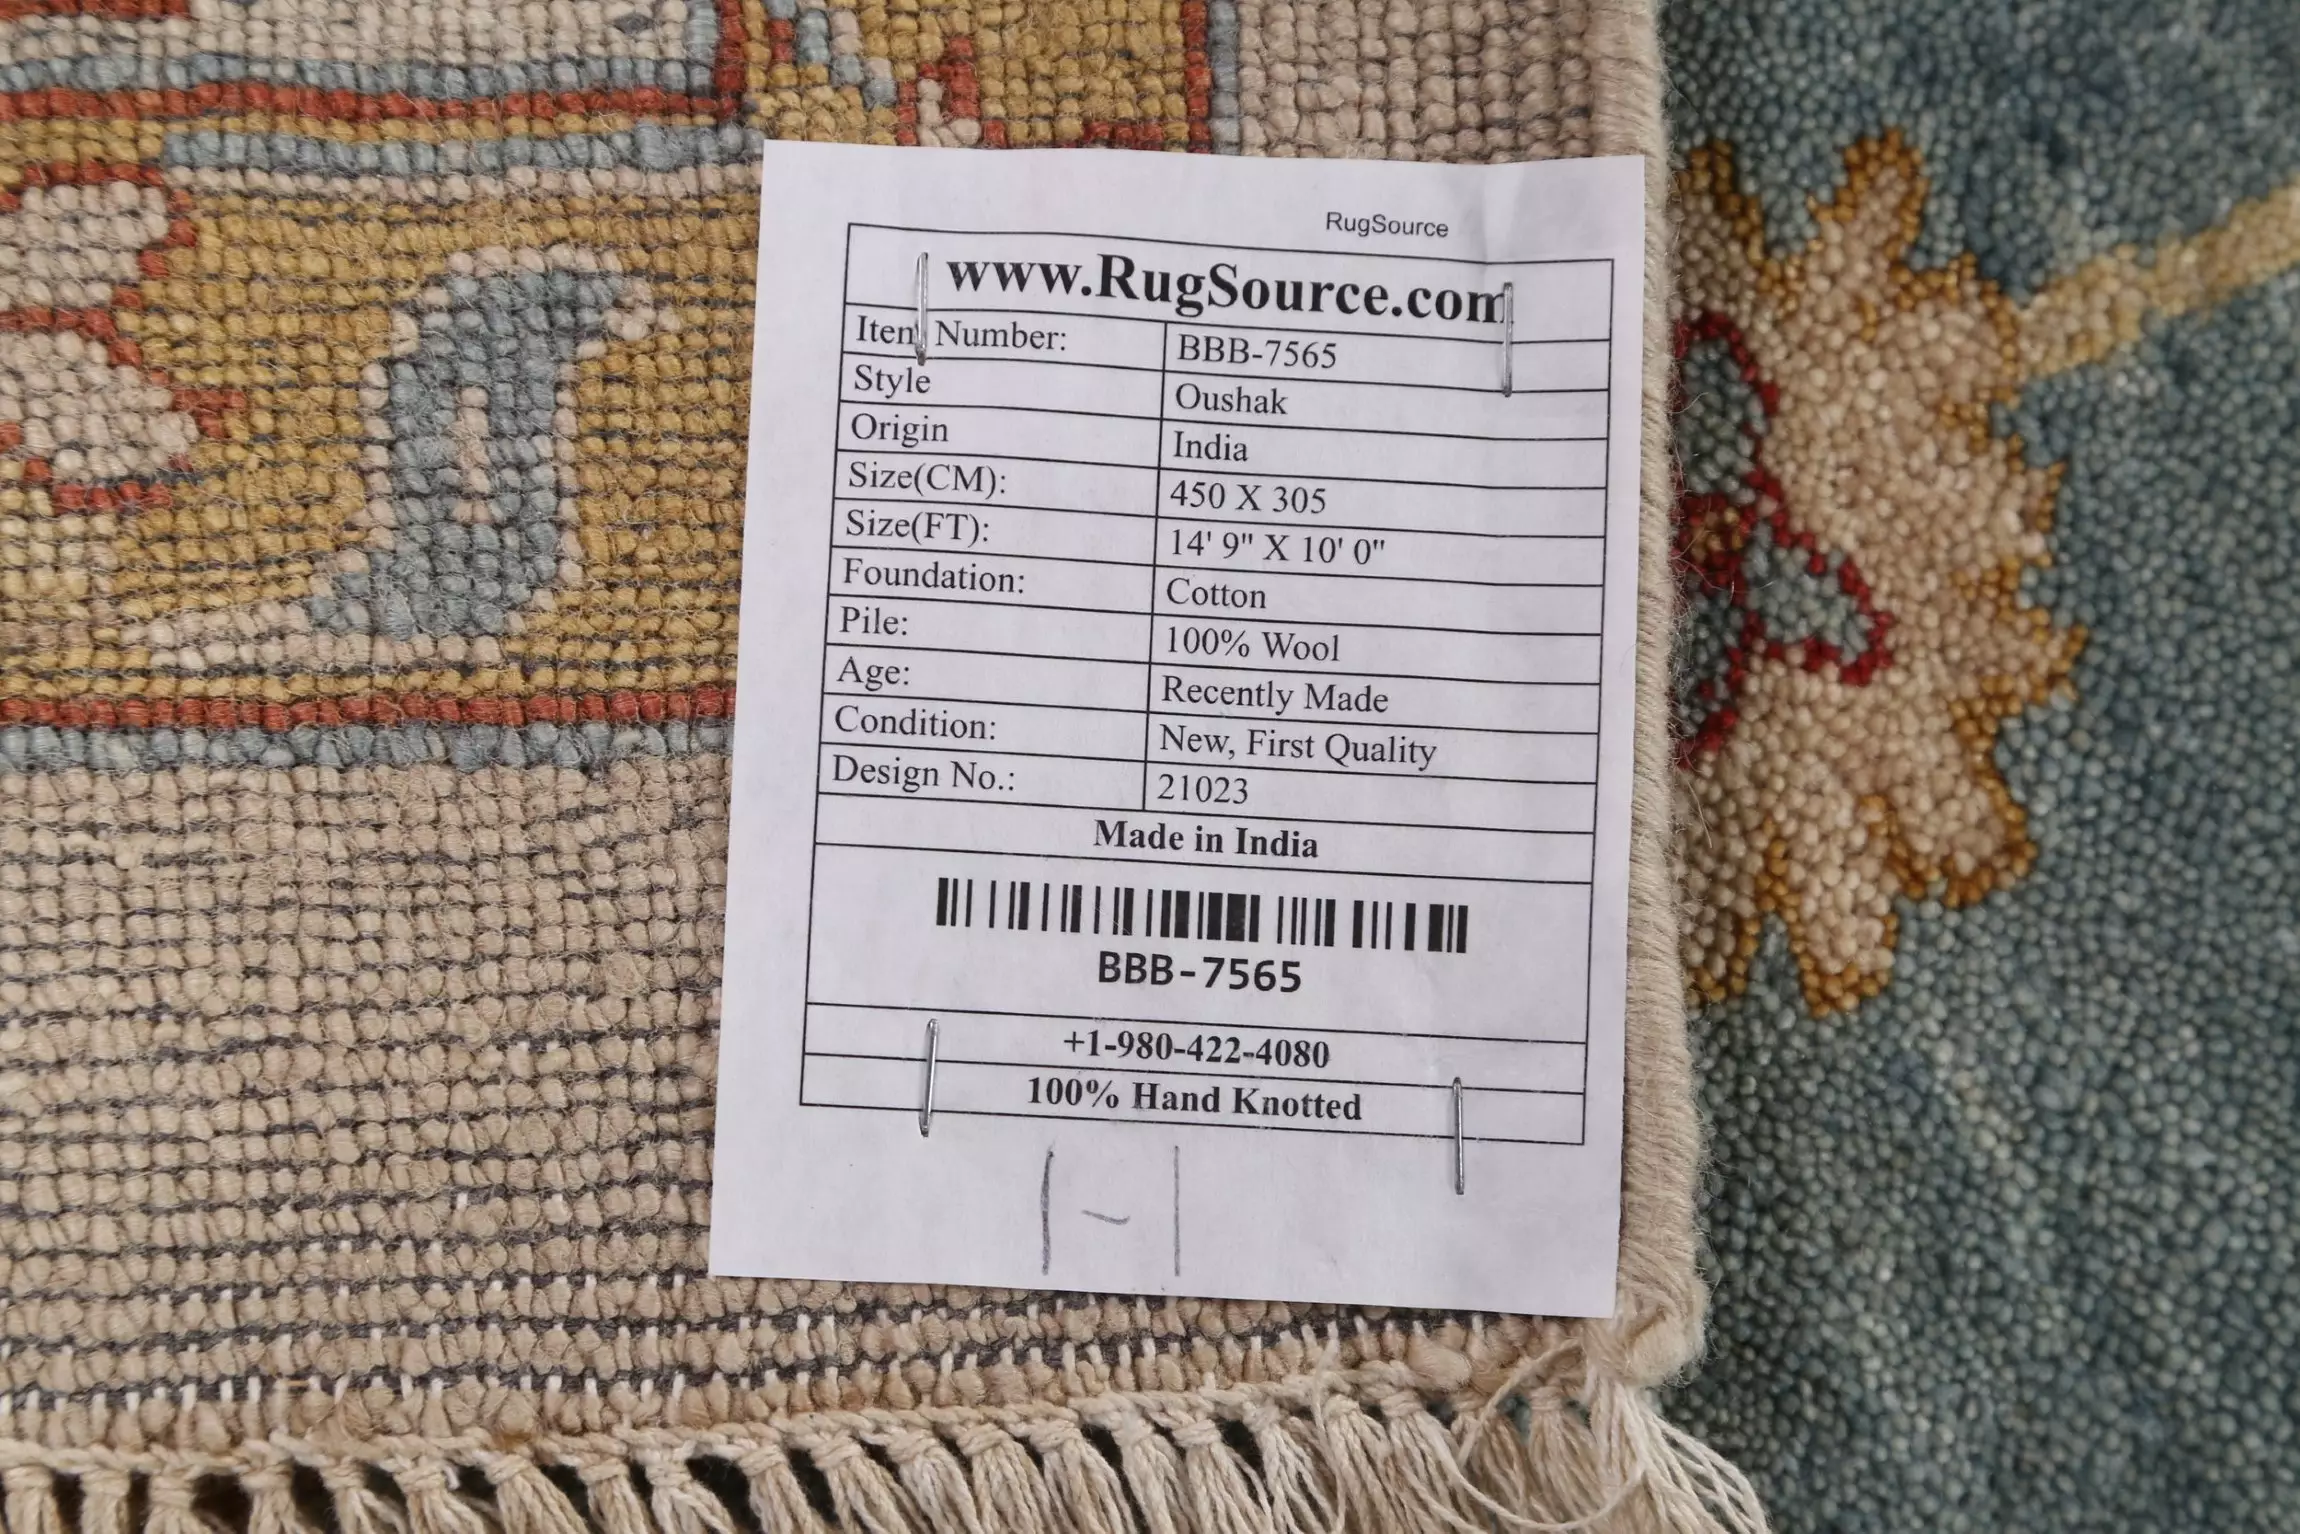 RugSource
www.RugSource.com
Item Number: BBB-7565
Style Oushak
Origin India
Size(CM): 450 X 305
Size(FT): 14' 9" X 10' 0"
Foundation: Cotton
Pile: 100% Wool
Age: Recently Made
Condition: New, First Quality
Design No.: 21023
Made in India
BBB-7565
+1-980-422-4080
100% Hand Knotted
1-1